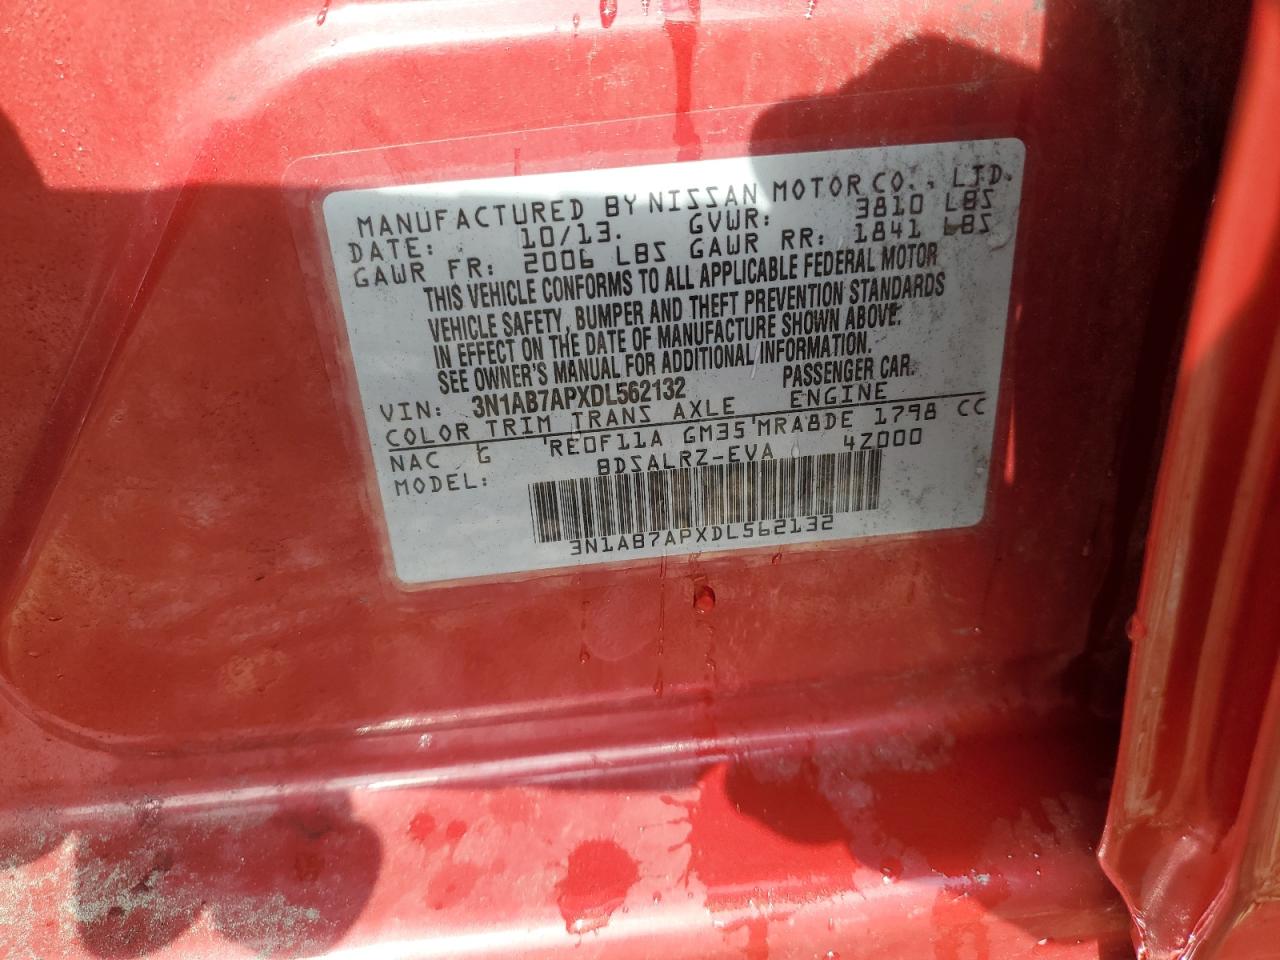 MANUFACTURED BY NISSAN MOTOR CO., LTD.
DATE: 10/13. GVWR: 3810 LBS
GAWR FR: 2006 LBS GAWR RR: 1841 LBS
THIS VEHICLE CONFORMS TO ALL APPLICABLE FEDERAL MOTOR
VEHICLE SAFETY, BUMPER AND THEFT PREVENTION STANDARDS
IN EFFECT ON THE DATE OF MANUFACTURE SHOWN ABOVE.
SEE OWNER'S MANUAL FOR ADDITIONAL INFORMATION.
VIN: 3N1AB7APXDL562132 PASSENGER CAR.
COLOR TRIM TRANS AXLE ENGINE
NAC G RE0F11A GM35 MRA8DE 1798 CC
MODEL: BDSALRZ-EVA 4Z000
3N1AB7APXDL562132